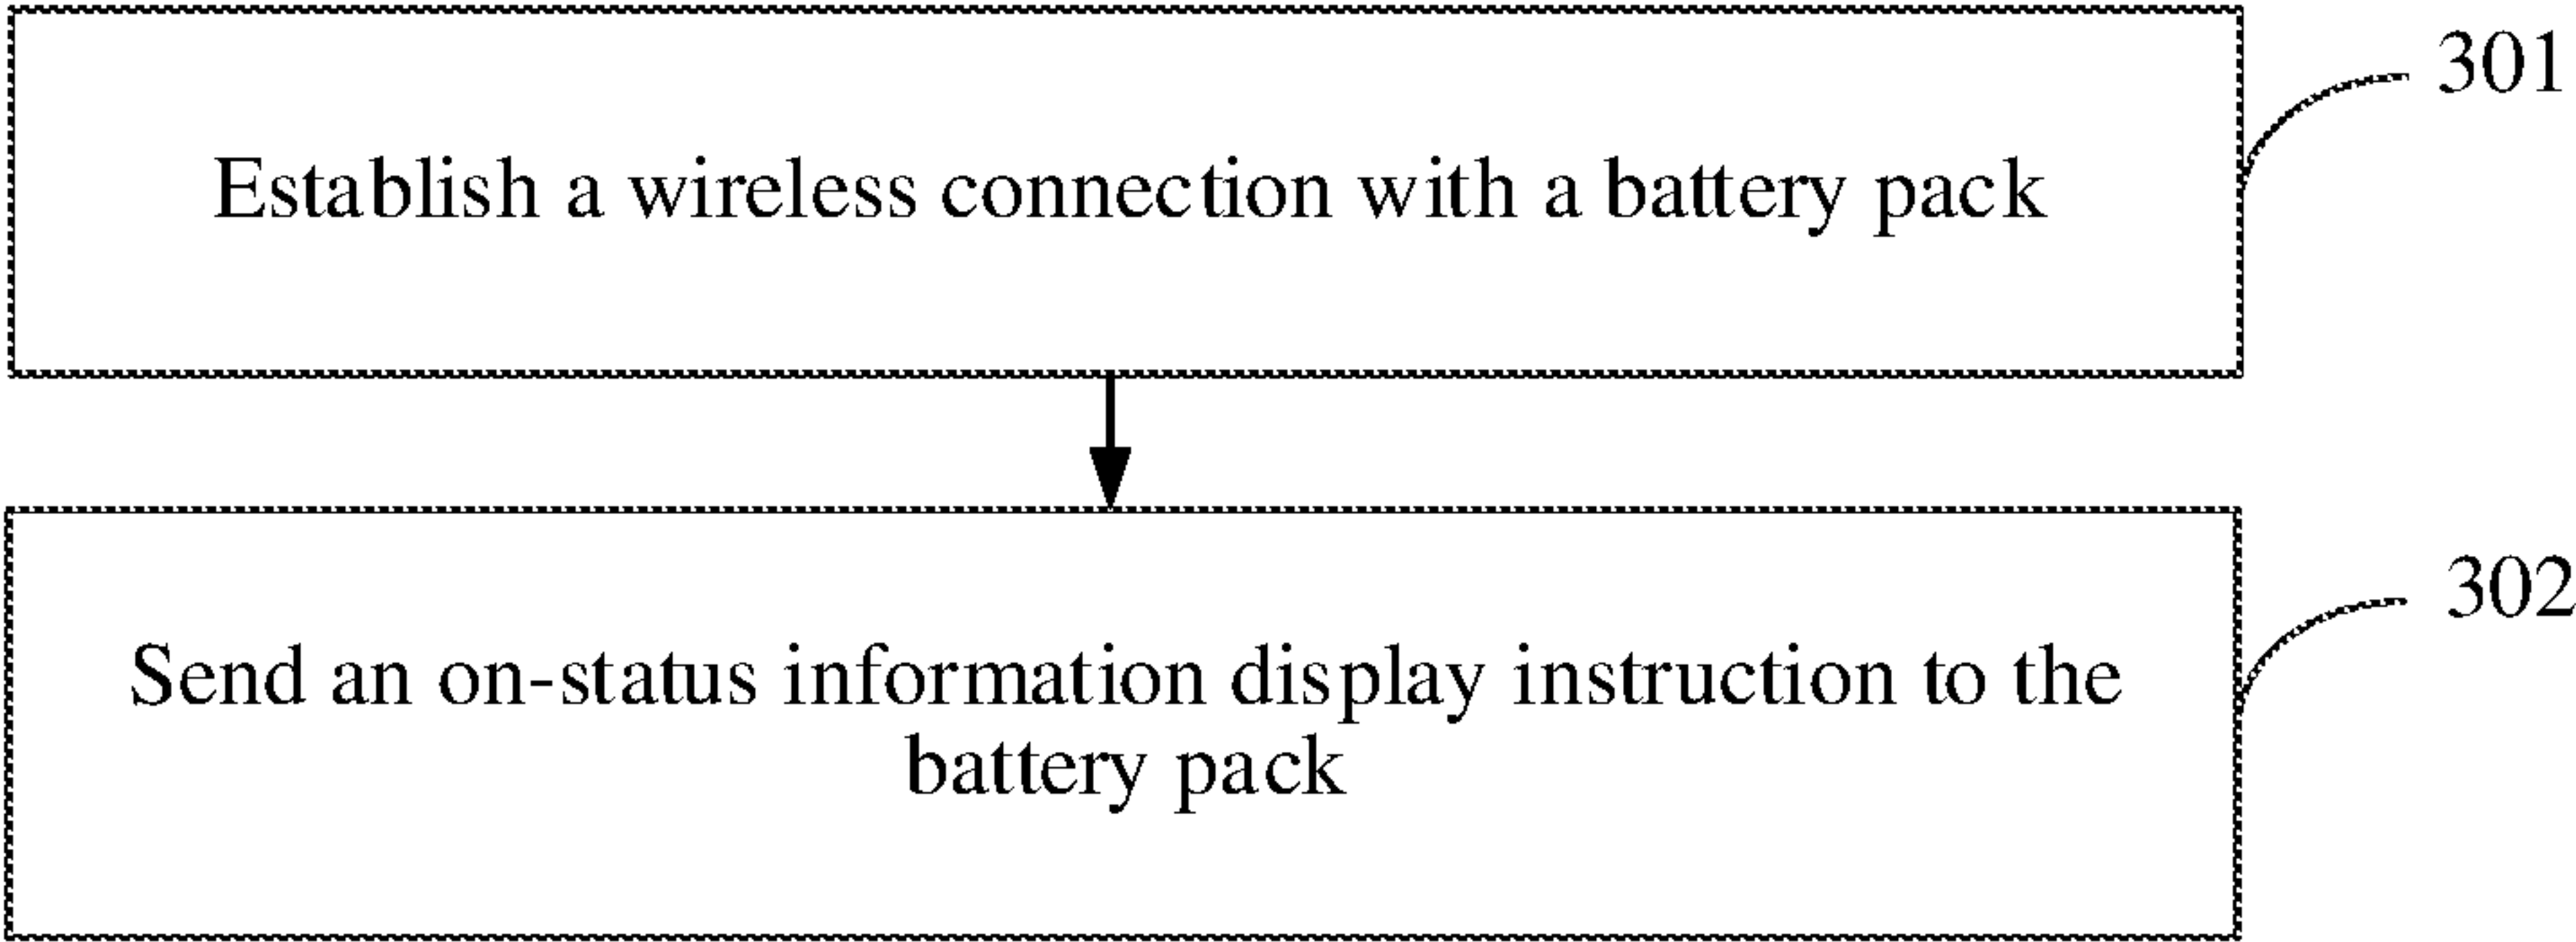 301
Establish a wireless connection with a battery pack
302
Send an on-status information display instruction to the
battery pack